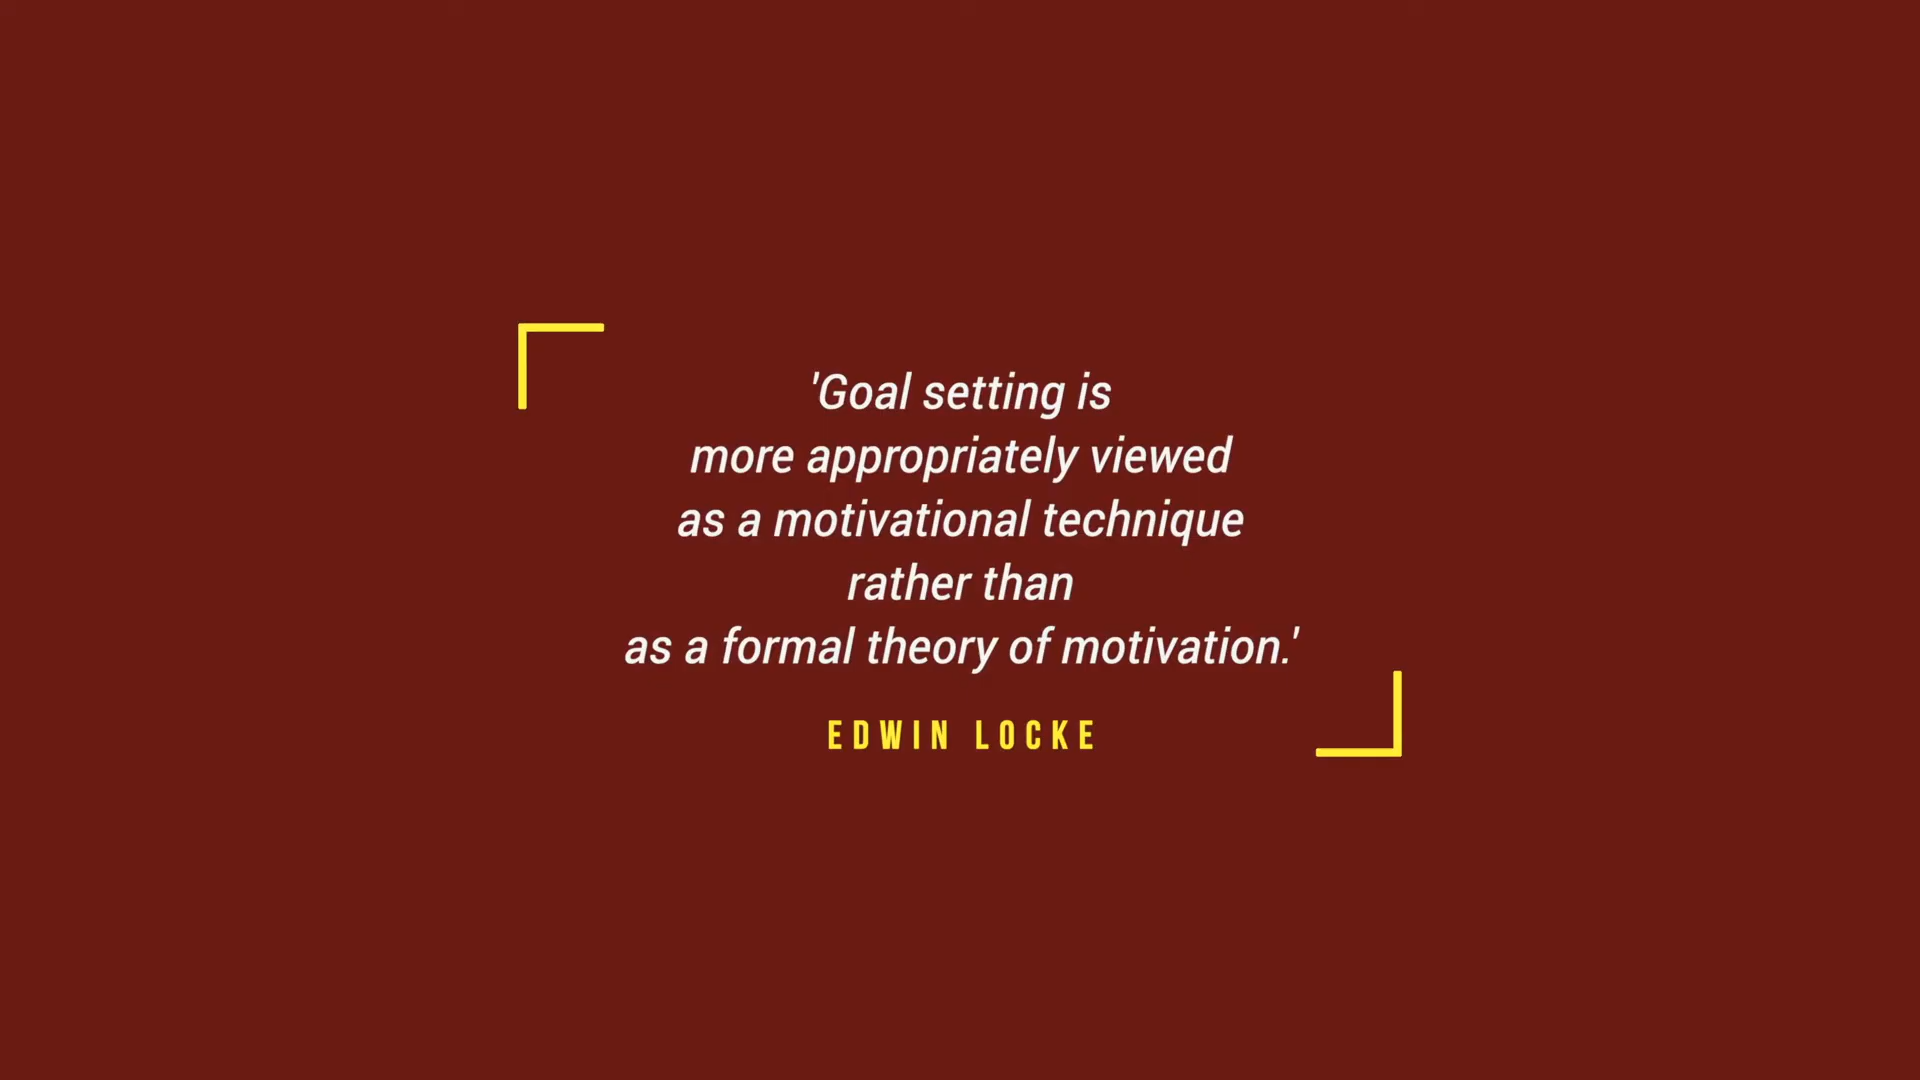 'Goal setting is
more appropriately viewed
as a motivational technique
rather than
as a formal theory of motivation.'
EDWIN LOCKE